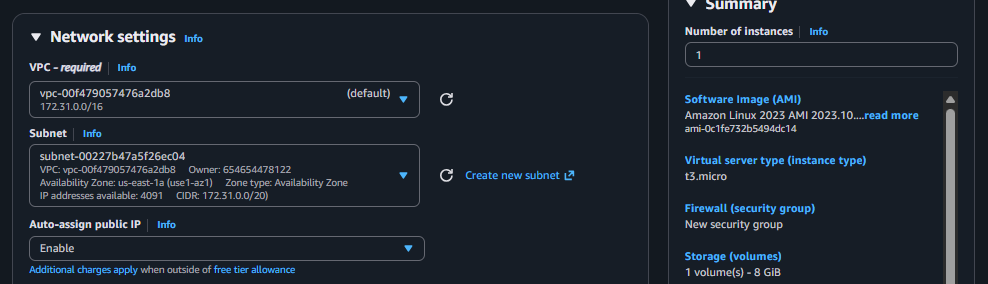 Network settings Info
VPC - required Info
vpc-00f479057476a2db8 (default)
172.31.0.0/16
Subnet Info
subnet-00227b47a5f26ec04
VPC: vpc-00f479057476a2db8 Owner: 654654478122
Availability Zone: us-east-1a (use1-az1) Zone type: Availability Zone
IP addresses available: 4091 CIDR: 172.31.0.0/20)
Create new subnet
Auto-assign public IP Info
Enable
Additional charges apply when outside of free tier allowance
Summary
Number of instances Info
1
Software Image (AMI)
Amazon Linux 2023 AMI 2023.10....read more
ami-0c1fe732b5494dc14
Virtual server type (instance type)
t3.micro
Firewall (security group)
New security group
Storage (volumes)
1 volume(s) - 8 GiB